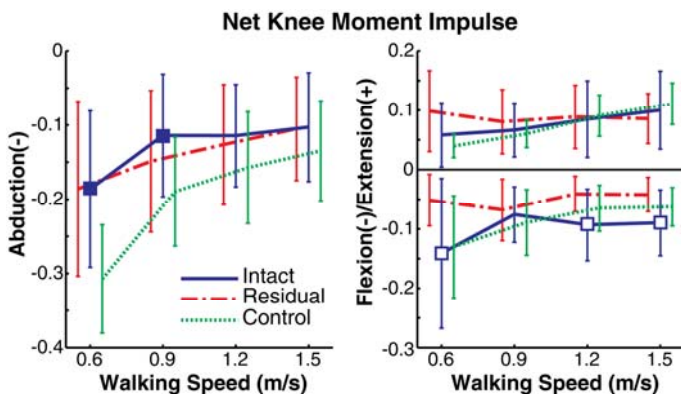 Net Knee Moment Impulse
Abduction(-)
0
-0.1
-0.2
-0.3
-0.4
Intact
Residual
Control
0.6 0.9 1.2 1.5
Walking Speed (m/s)
Flexion(-)/Extension(+)
0.2
0.1
0
-0.1
-0.2
-0.3
0.6 0.9 1.2 1.5
Walking Speed (m/s)